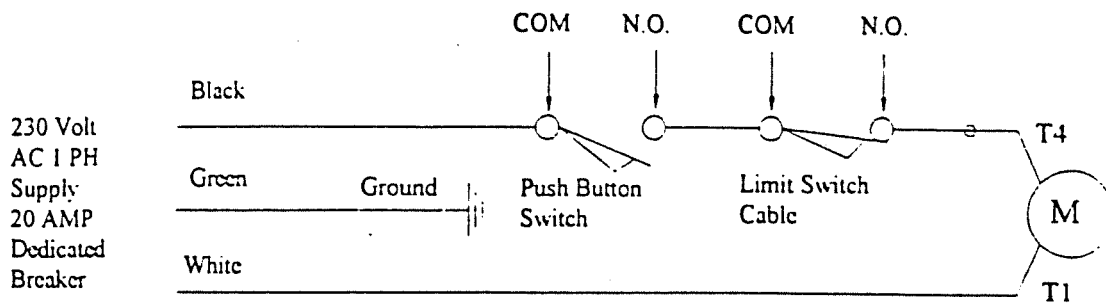 COM N.O. COM N.O.
Black
230 Volt
AC 1 PH
Supply
20 AMP
Dedicated
Breaker
Green
Ground
Push Button
Switch
Limit Switch
Cable
T4
M
White
T1